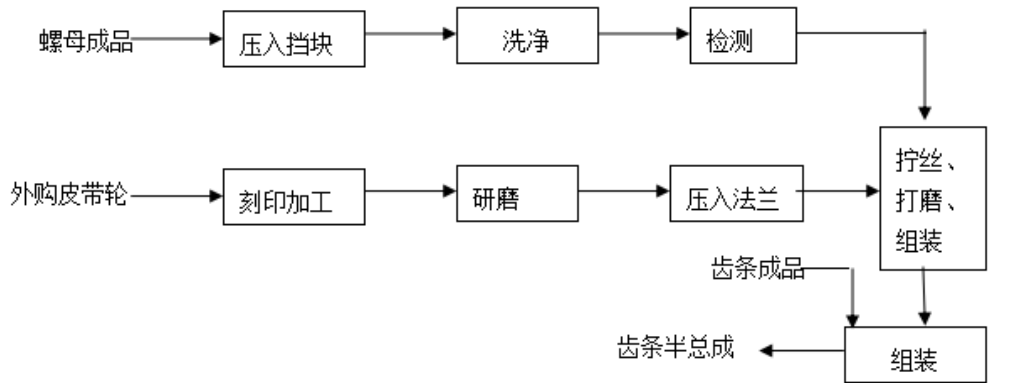 螺母成品
压入挡块
洗净
检测
外购皮带轮
刻印加工
研磨
压入法兰
拧丝、
打磨、
组装
齿条成品
齿条半总成
组装